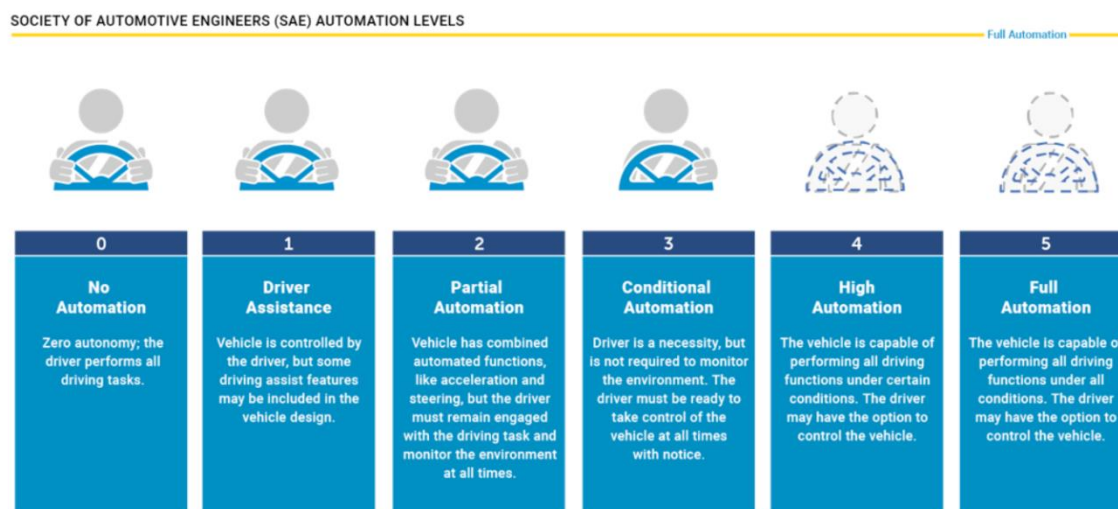 SOCIETY OF AUTOMOTIVE ENGINEERS (SAE) AUTOMATION LEVELS
Full Automation
0
No
Automation
Zero autonomy; the
driver performs all
driving tasks.
1
Driver
Assistance
Vehicle is controlled by
the driver, but some
driving assist features
may be included in the
vehicle design.
2
Partial
Automation
Vehicle has combined
automated functions,
like acceleration and
steering, but the driver
must remain engaged
with the driving task and
monitor the environment
at all times.
3
Conditional
Automation
Driver is a necessity, but
is not required to monitor
the environment. The
driver must be ready to
take control of the
vehicle at all times
with notice.
4
High
Automation
The vehicle is capable of
performing all driving
functions under certain
conditions. The driver
may have the option to
control the vehicle.
5
Full
Automation
The vehicle is capable o
performing all driving
functions under all
conditions. The driver
may have the option to
control the vehicle.